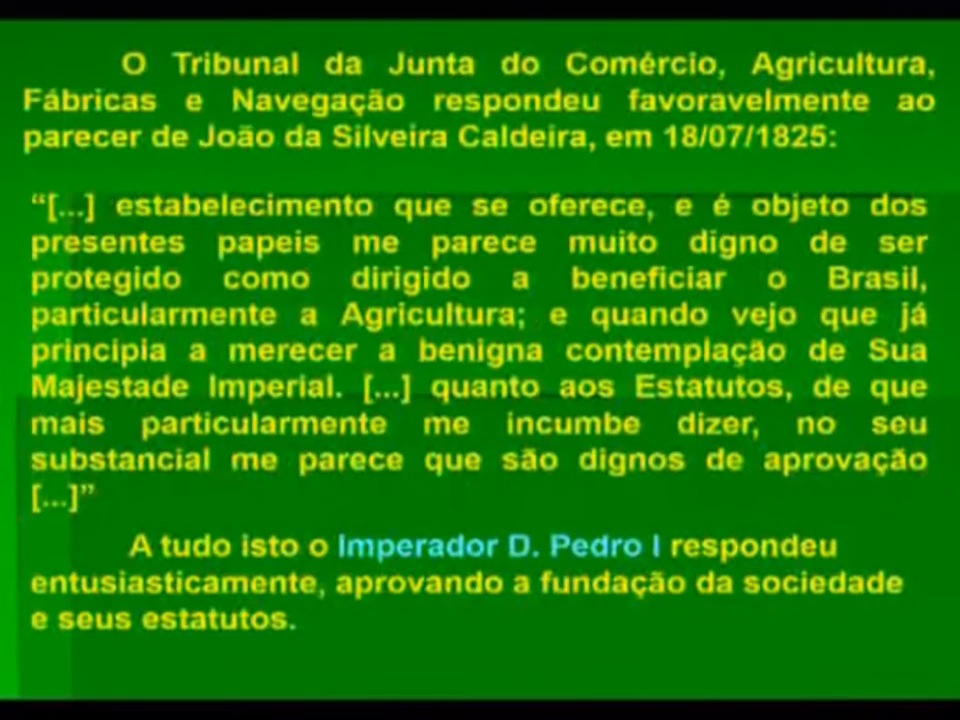 O Tribunal da Junta do Comércio, Agricultura,
Fábricas e Navegação respondeu favoravelmente ao
parecer de João da Silveira Caldeira, em 18/07/1825:
“[...] estabelecimento que se oferece, e é objeto dos
presentes papeis me parece muito digno de ser
protegido como dirigido a beneficiar o Brasil,
particularmente a Agricultura; e quando vejo que já
principia a merecer a benigna contemplação de Sua
Majestade Imperial. [...] quanto aos Estatutos, de que
mais particularmente me incumbe dizer, no seu
substancial me parece que são dignos de aprovação
[...]”
A tudo isto o Imperador D. Pedro I respondeu
entusiasticamente, aprovando a fundação da sociedade
e seus estatutos.